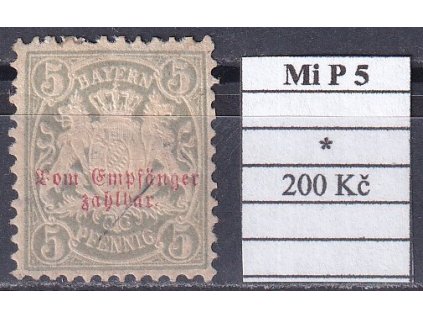 5 BAYERN 5
Vom Empfänger
zahlbar.
5 PFENNIG 5
Mi P 5
*
200 Kč